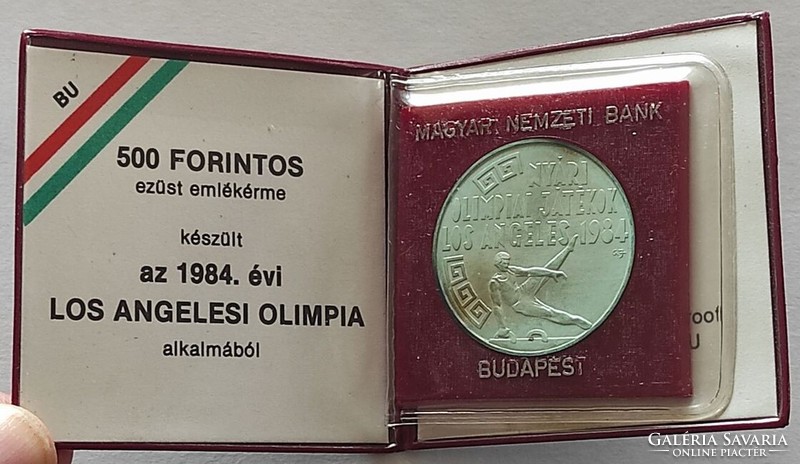 BU
500 FORINTOS
ezüst emlékérme
készült
az 1984. évi
LOS ANGELESI OLIMPIA
alkalmából
MAGYAR NEMZETI BANK
NYÁRI
OLIMPIAI JÁTÉKOK
LOS ANGELES 1984
BUDAPEST
GALÉRIA SAVARIA
ONLINE PIACTÉR